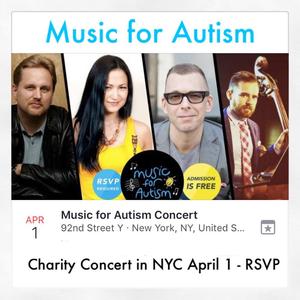 Music for Autism
RSVP
REQUIRED
music
for
Autism
ADMISSION
IS FREE
APR
1
Music for Autism Concert
92nd Street Y · New York, NY, United S...
Charity Concert in NYC April 1 - RSVP